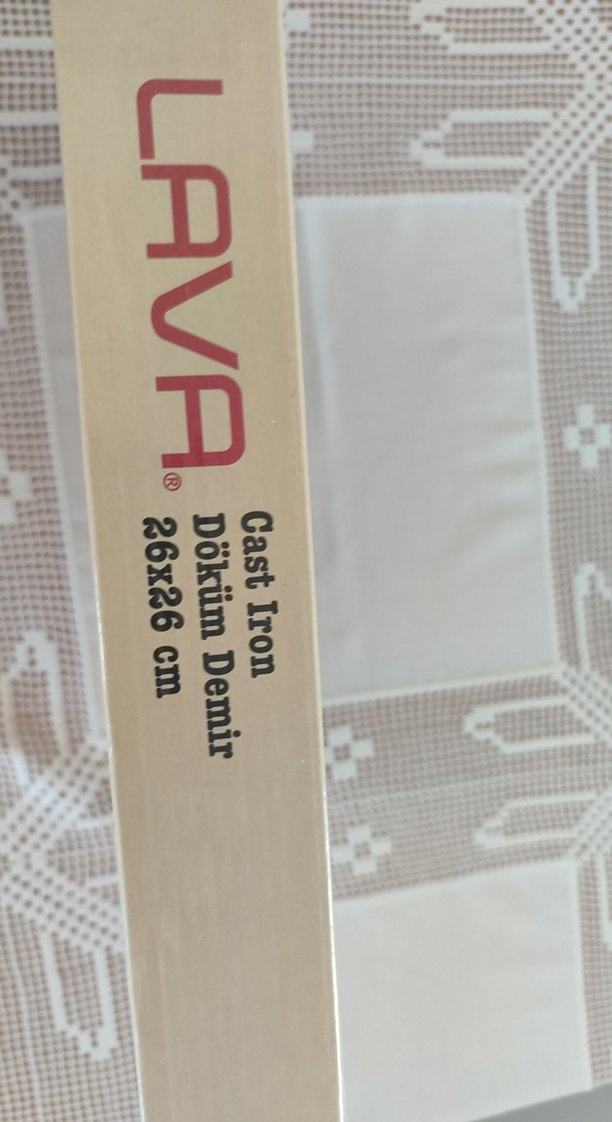 LAVA®
Cast Iron
Döküm Demir
26x26 cm